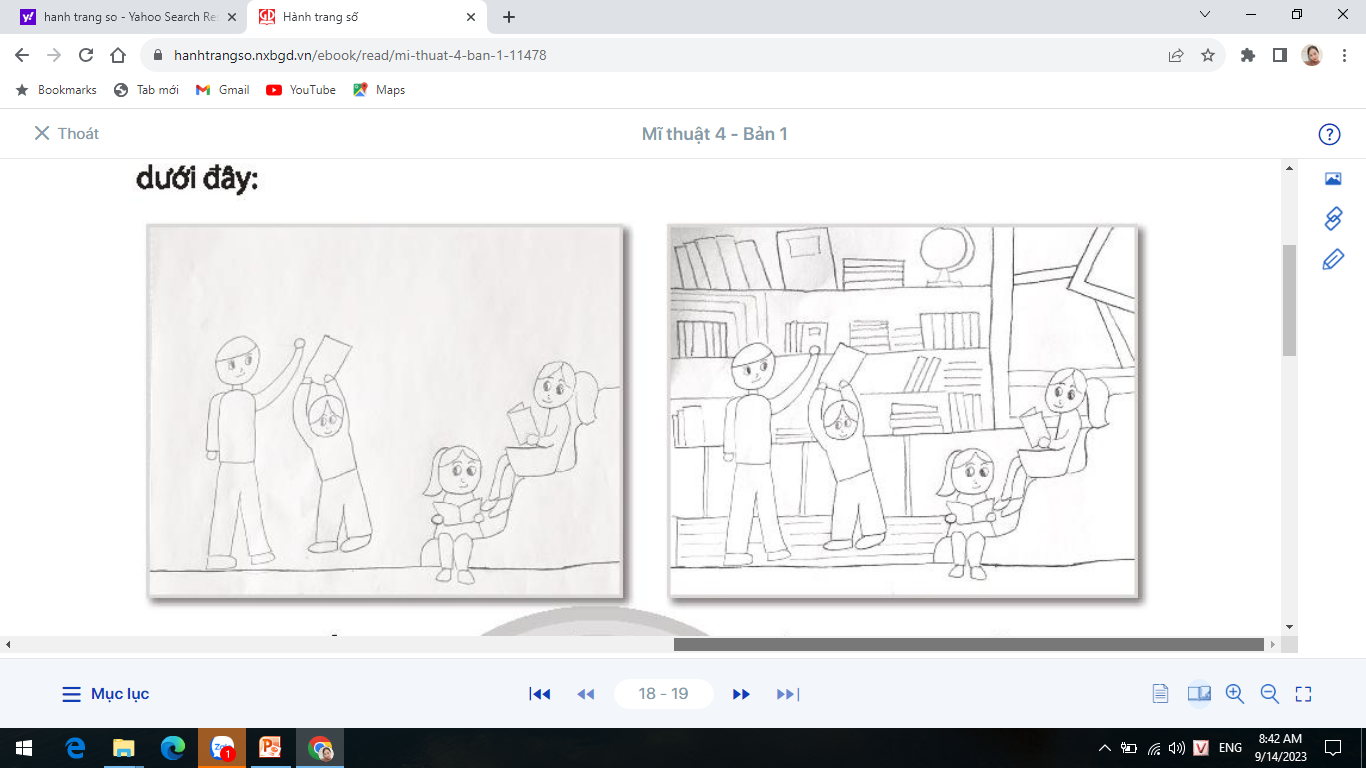 hanh trang so - Yahoo Search Re
Hành trang số
hanhtrangso.nxbgd.vn/ebook/read/mi-thuat-4-ban-1-11478
Bookmarks
Tab mới
Gmail
YouTube
Maps
Thoát
Mĩ thuật 4 - Bản 1
dưới đây:
Mục lục
18 - 19
1
V
ENG
8:42 AM
9/14/2023